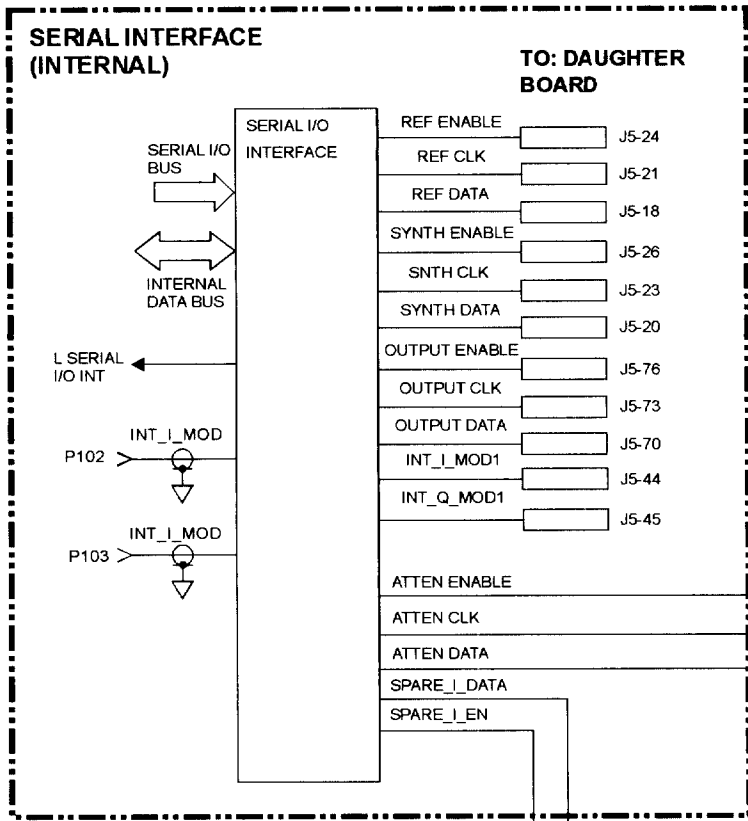 SERIAL INTERFACE
(INTERNAL)
TO: DAUGHTER
BOARD
SERIAL I/O
INTERFACE
SERIAL I/O
BUS
INTERNAL
DATA BUS
L SERIAL
I/O INT
INT_I_MOD
P102
INT_I_MOD
P103
REF ENABLE
J5-24
REF CLK
J5-21
REF DATA
J5-18
SYNTH ENABLE
J5-26
SNTH CLK
J5-23
SYNTH DATA
J5-20
OUTPUT ENABLE
J5-76
OUTPUT CLK
J5-73
OUTPUT DATA
J5-70
INT_I_MOD1
J5-44
INT_Q_MOD1
J5-45
ATTEN ENABLE
ATTEN CLK
ATTEN DATA
SPARE_I_DATA
SPARE_I_EN